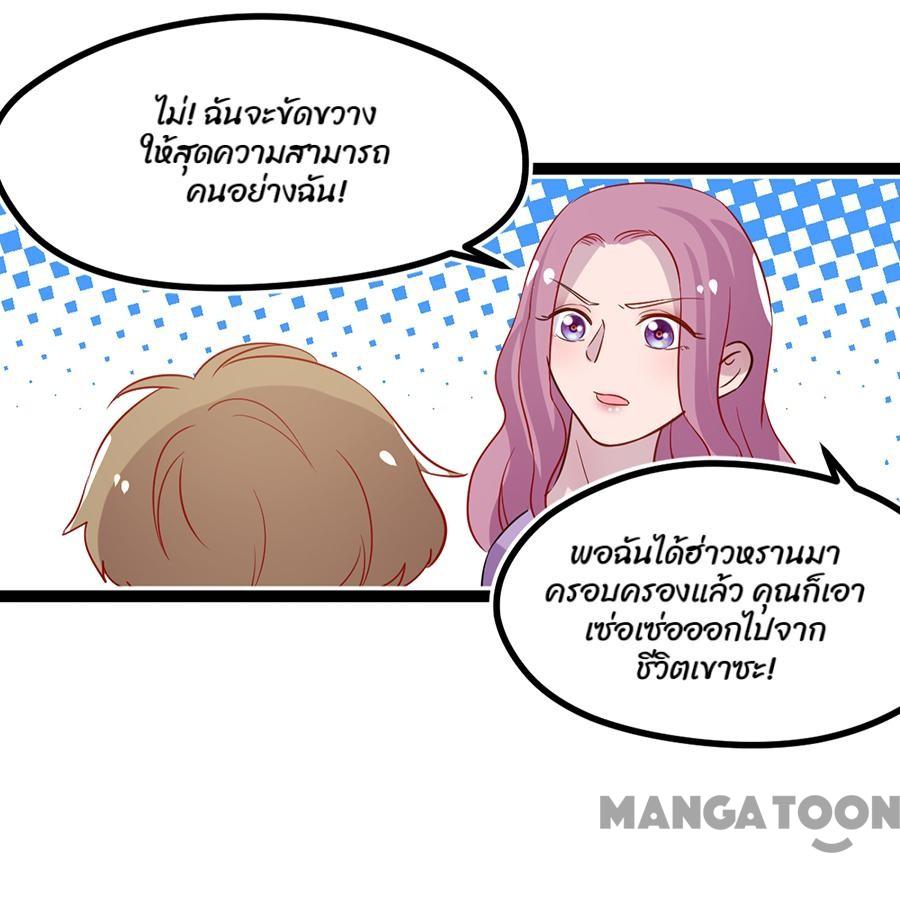 ไม่! ฉันจะขัดขวาง
ให้สุดความสามารถ
คนอย่างฉัน!
พอฉันได้ฮ่าวหรานมา
ครอบครองแล้ว คุณก็เอา
เซ่อเซ่อออกไปจาก
ชีวิตเขาซะ!
MANGATOON